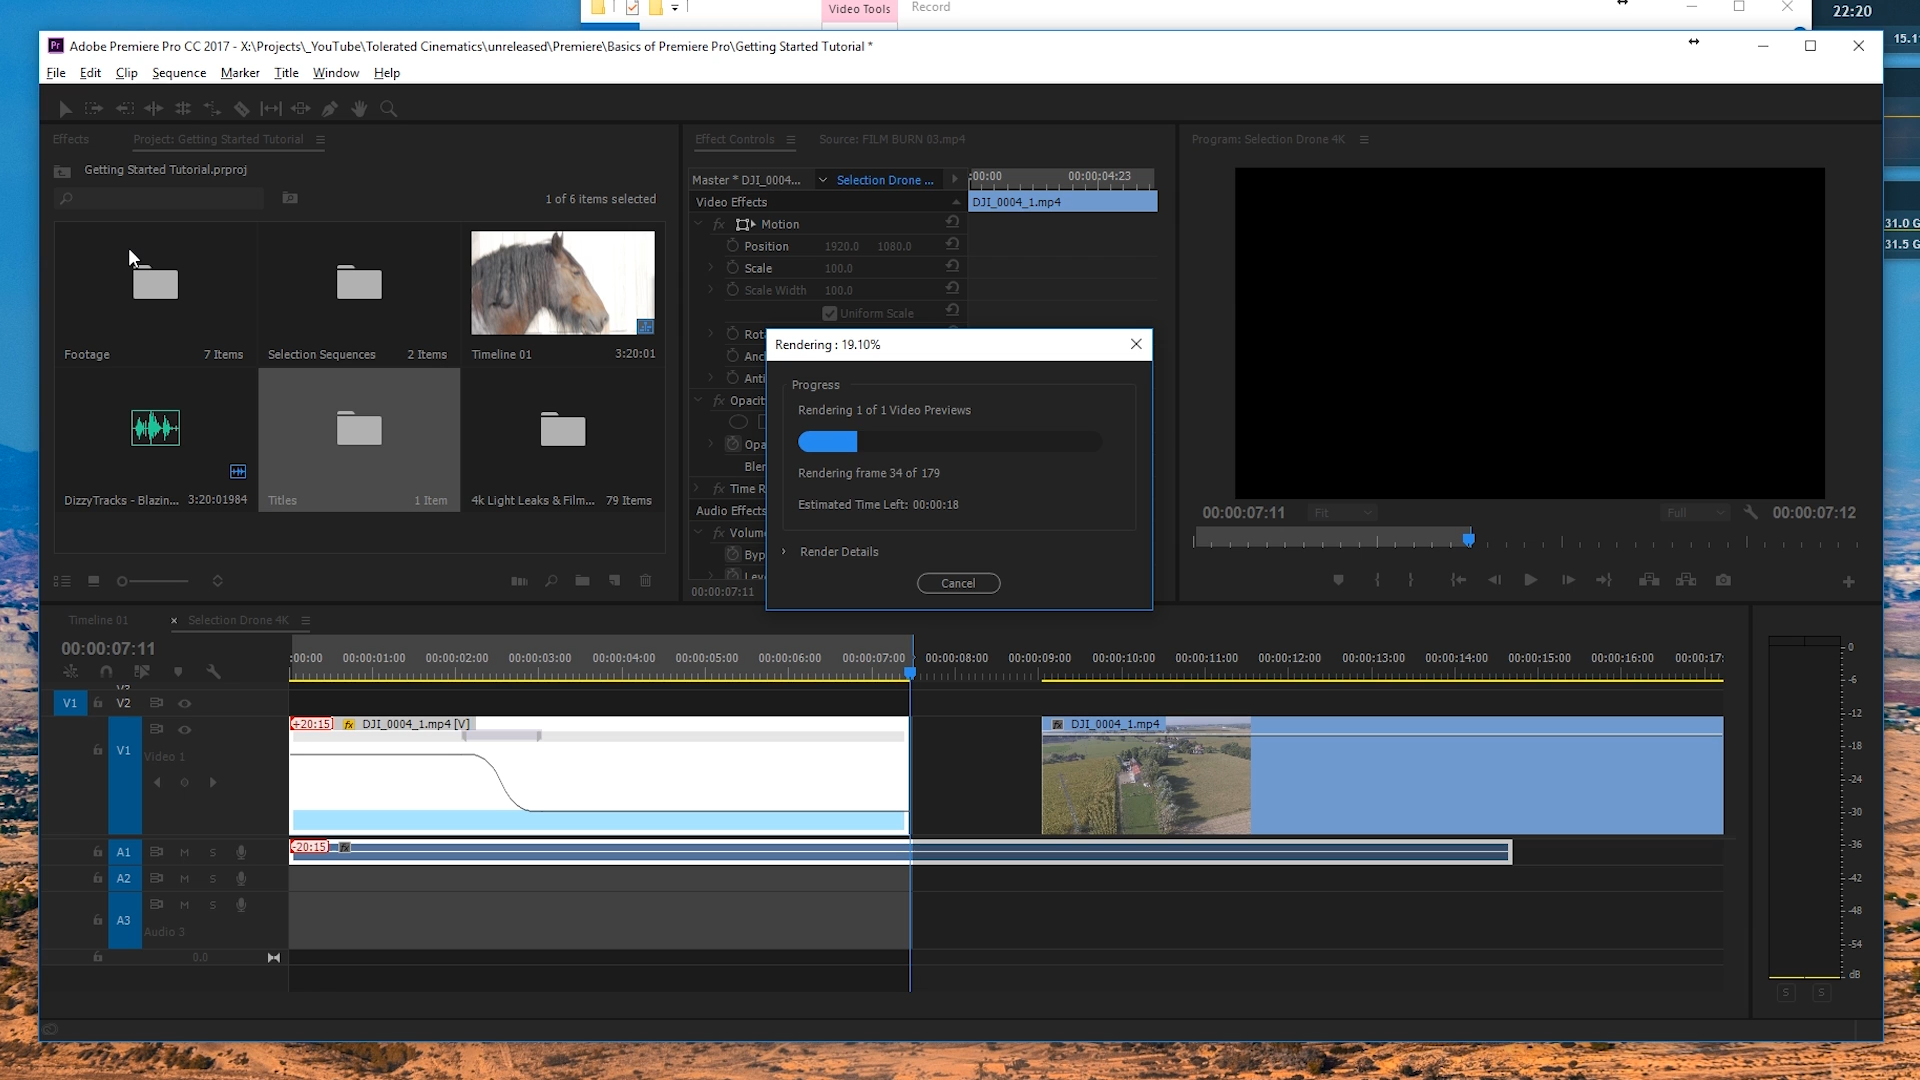 Video Tools
Record
22:20
15.1
Adobe Premiere Pro CC 2017 - X:\Projects\_YouTube\Tolerated Cinematics\unreleased\Premiere\Basics of Premiere Pro\Getting Started Tutorial *
File Edit Clip Sequence Marker Title Window Help
Effects
Project: Getting Started Tutorial
Effect Controls
Source: FILM BURN 03.mp4
Program: Selection Drone 4K
Getting Started Tutorial.prproj
1 of 6 items selected
Footage 7 Items
Selection Sequences 2 Items
Timeline 01 3:20:01
DizzyTracks - Blazin... 3:20:01984
Titles 1 Item
4k Light Leaks & Film... 79 Items
Master * DJI_0004...
Selection Drone ...
:00:00 00:00:04:23
Video Effects
DJI_0004_1.mp4
fx Motion
Position 1920.0 1080.0
Scale 100.0
Scale Width 100.0
Uniform Scale
Rot
Anc
Anti
fx Opacit
Opa
Blen
fx Time R
Audio Effects
fx Volum
Byp
Leve
00:00:07:11
31.0 G
31.5 G
Rendering : 19.10%
Progress
Rendering 1 of 1 Video Previews
Rendering frame 34 of 179
Estimated Time Left: 00:00:18
Render Details
Cancel
00:00:07:11
Fit
Full
00:00:07:12
Timeline 01
× Selection Drone 4K
00:00:07:11
:00:00 00:00:01:00 00:00:02:00 00:00:03:00 00:00:04:00 00:00:05:00 00:00:06:00 00:00:07:00 00:00:08:00 00:00:09:00 00:00:10:00 00:00:11:00 00:00:12:00 00:00:13:00 00:00:14:00 00:00:15:00 00:00:16:00 00:00:17:
V3
V1 V2
V1
Video 1
+20:15 fx DJI_0004_1.mp4 [V]
fx DJI_0004_1.mp4
A1 M S
-20:15 fx
A2 M S
A3 M S
Audio 3
0.0
0
-6
-12
-18
-24
-30
-36
-42
-48
-54
dB
S S